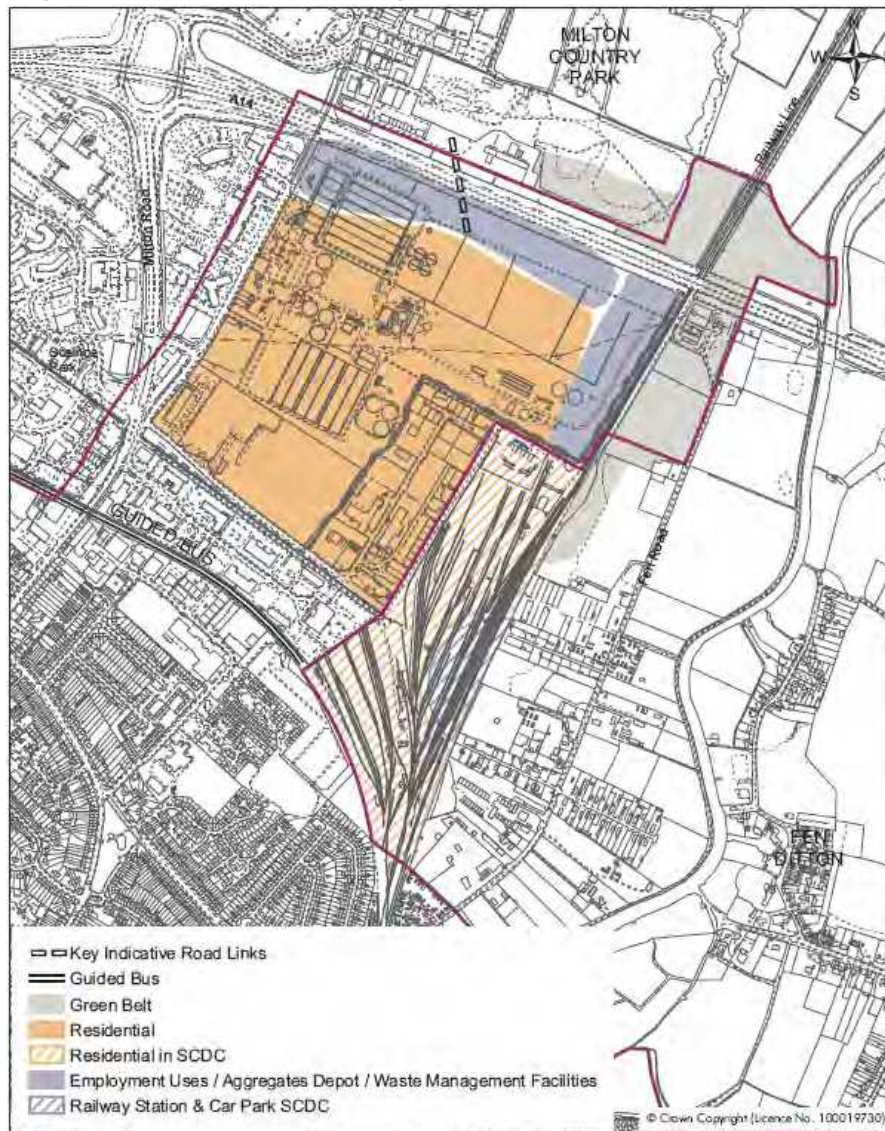 MILTON
COUNTRY
PARK
N
W
S
A14
Railway Line
Milton Road
Science
Park
GUIDED BUS
Fen Road
FEN
DITTON
Key Indicative Road Links
Guided Bus
Green Belt
Residential
Residential in SCDC
Employment Uses / Aggregates Depot / Waste Management Facilities
Railway Station & Car Park SCDC
© Crown Copyright (Licence No. 100019730)